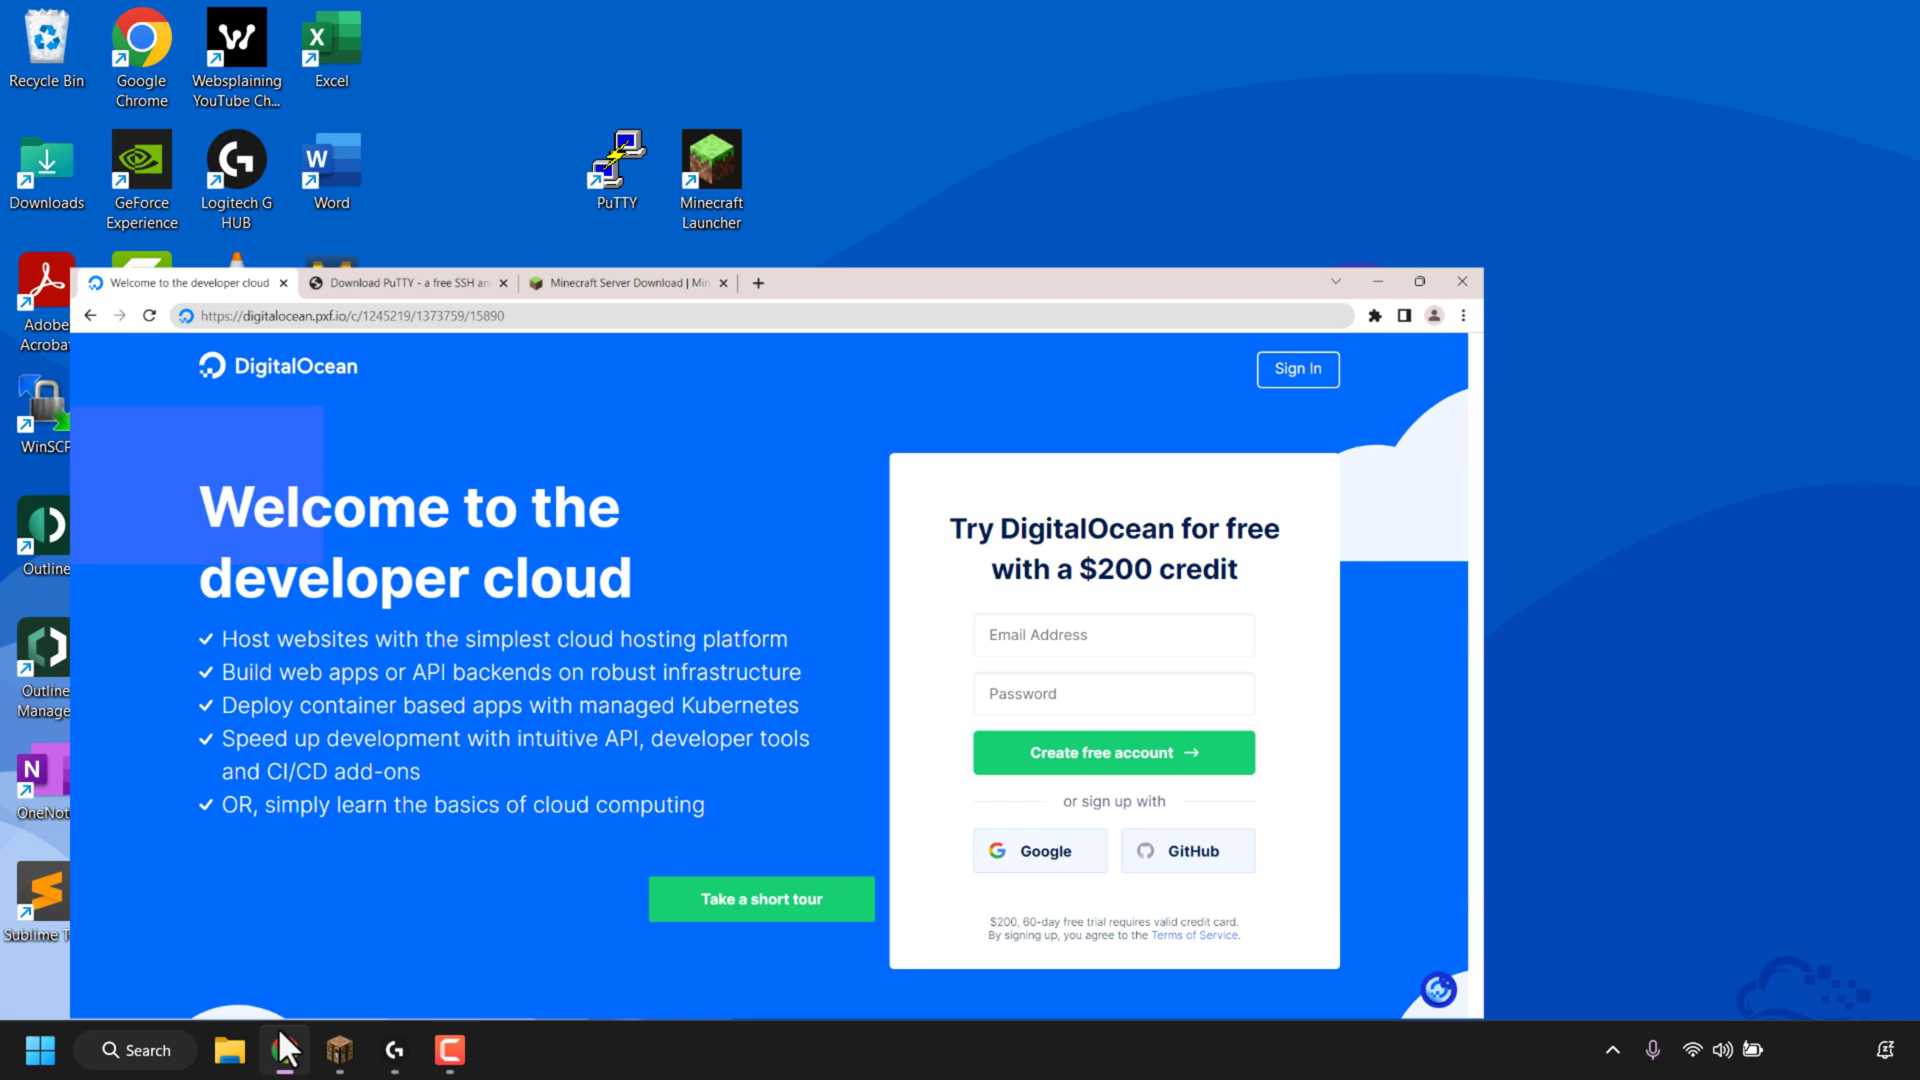 Recycle Bin
Google
Chrome
Websplaining
YouTube Ch...
Excel
Downloads
GeForce
Experience
Logitech G
HUB
Word
PuTTY
Minecraft
Launcher
Welcome to the developer cloud
Download PuTTY - a free SSH an
Minecraft Server Download | Min
https://digitalocean.pxf.io/c/1245219/1373759/15890
Adobe
Acrobat
WinSCP
Outline
Outline
Manage
OneNot
Sublime T
DigitalOcean
Sign In
Welcome to the
developer cloud
Host websites with the simplest cloud hosting platform
Build web apps or API backends on robust infrastructure
Deploy container based apps with managed Kubernetes
Speed up development with intuitive API, developer tools
and CI/CD add-ons
OR, simply learn the basics of cloud computing
Take a short tour
Try DigitalOcean for free
with a $200 credit
Email Address
Password
Create free account →
or sign up with
Google
GitHub
$200, 60-day free trial requires valid credit card.
By signing up, you agree to the Terms of Service.
Search